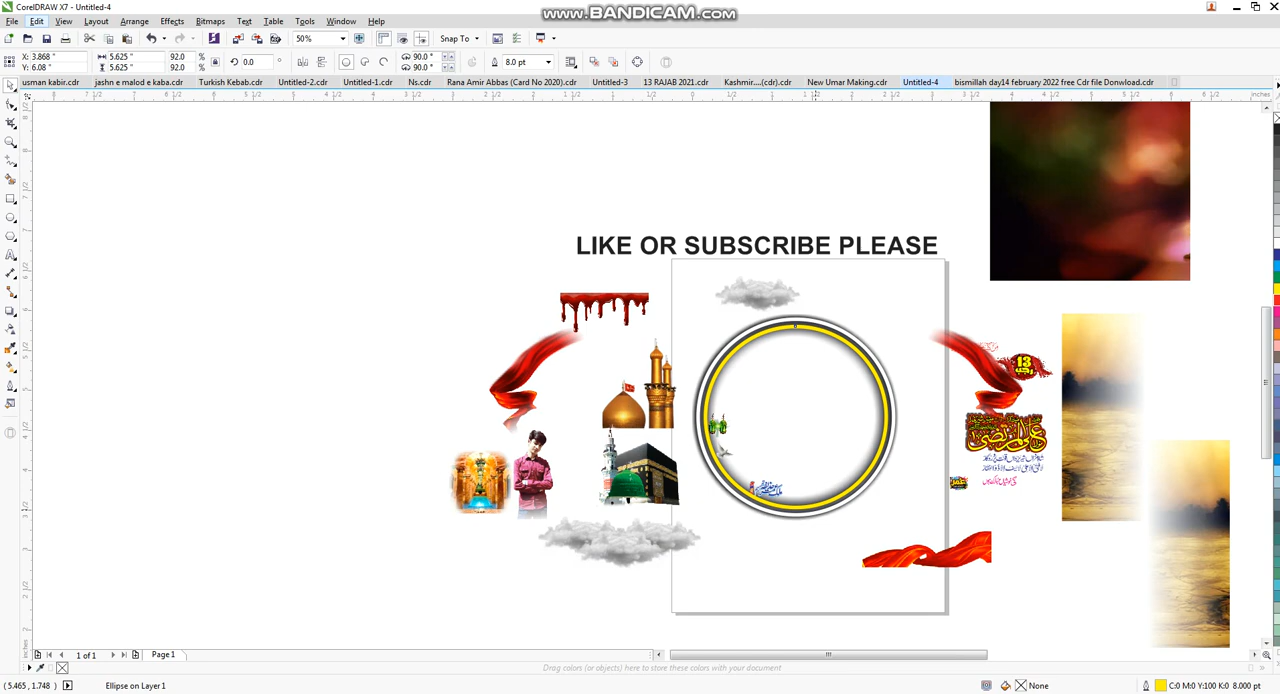 CorelDRAW X7 - Untitled-4
www.BANDICAM.com
File Edit View Layout Arrange Effects Bitmaps Text Table Tools Window Help
50% Snap To
X: 3.868 " 5.625 " 92.0 % 0.0 90.0 ° 8.0 pt
Y: 6.08 " 5.625 " 92.0 % 90.0 °
usman kabir.cdr jashn e malod e kaba.cdr Turkish Kebab.cdr Untitled-2.cdr Untitled-1.cdr Ns.cdr Rana Amir Abbas (Card No 2020).cdr Untitled-3 13 RAJAB 2021.cdr Kashmir....(cdr).cdr New Umar Making.cdr Untitled-4 bismillah day14 february 2022 free Cdr file Donwload.cdr
inches
LIKE OR SUBSCRIBE PLEASE
13
رجب
علی المرتضیٰ
1 of 1 Page 1
Drag colors (or objects) here to store these colors with your document
(5.465, 1.748 ) Ellipse on Layer 1 None C:0 M:0 Y:100 K:0 8.000 pt